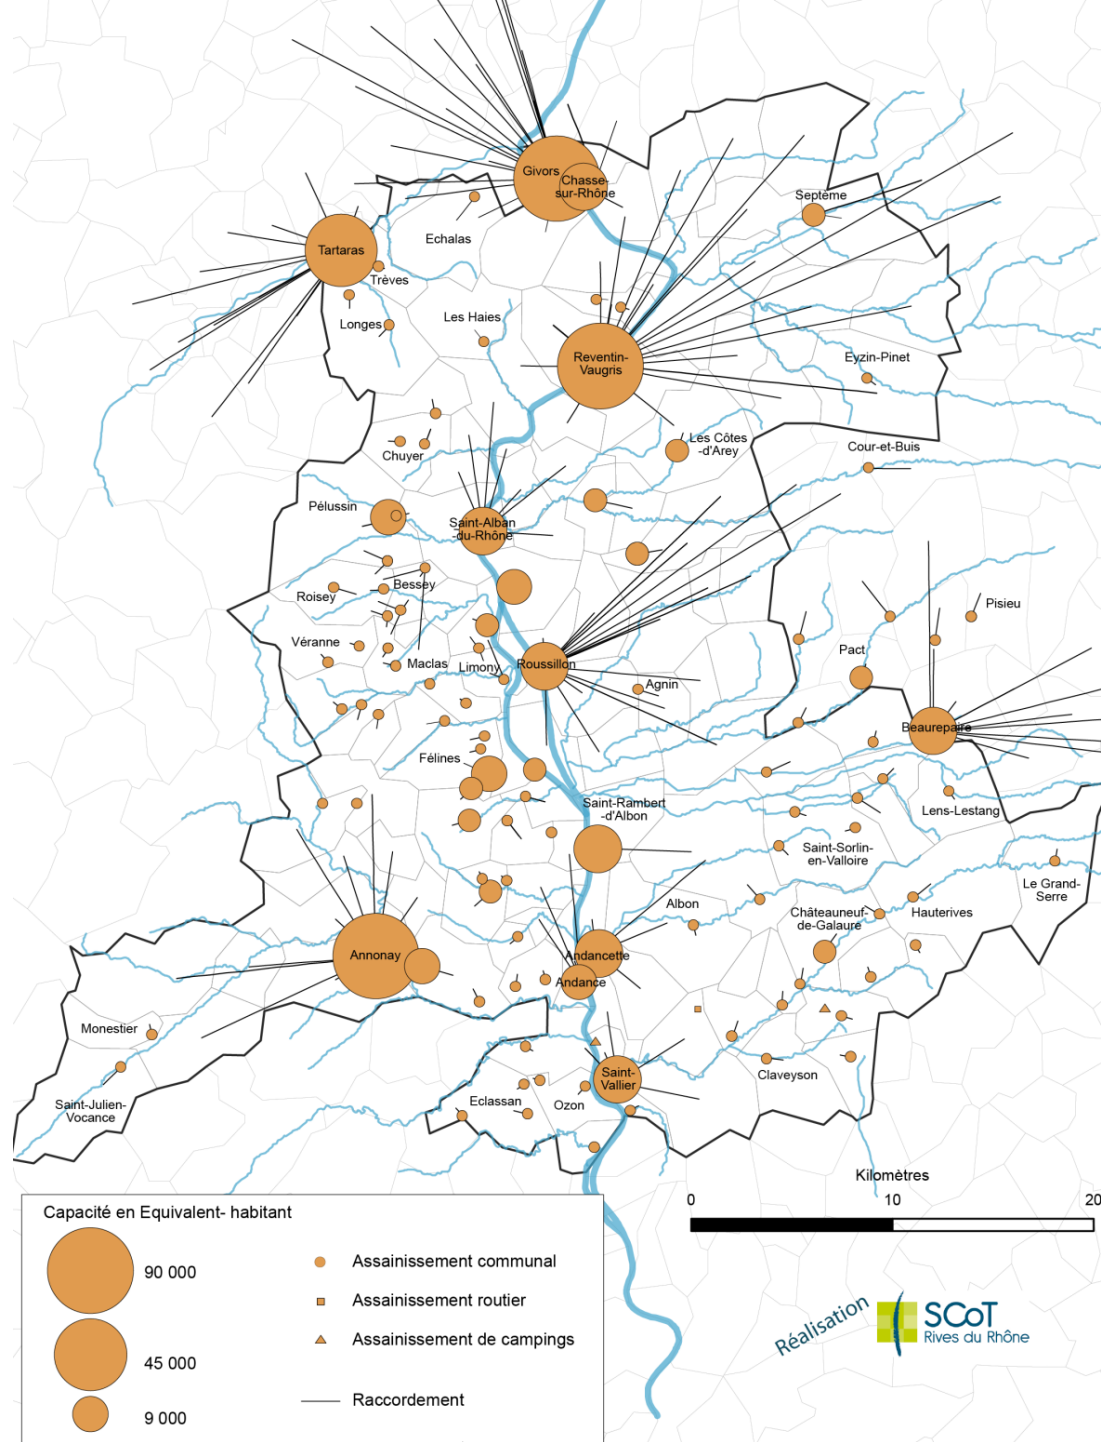 Givors
Chasse-
sur-Rhône
Septème
Echalas
Tartaras
Trèves
Longes
Les Haies
Reventin-
Vaugris
Eyzin-Pinet
Chuyer
Les Côtes
-d'Arey
Cour-et-Buis
Pélussin
Saint-Alban
-du-Rhône
Bessey
Roisey
Pisieu
Véranne
Maclas
Limony
Roussillon
Pact
Agnin
Beaurepaire
Félines
Saint-Rambert
-d'Albon
Lens-Lestang
Saint-Sorlin-
en-Valloire
Le Grand-
Serre
Albon
Châteauneuf-
de-Galaure
Hauterives
Annonay
Andancette
Andance
Monestier
Saint-
Vallier
Claveyson
Saint-Julien-
Vocance
Eclassan
Ozon
Kilomètres
0 10 20
Capacité en Equivalent- habitant
90 000
45 000
9 000
Assainissement communal
Assainissement routier
Assainissement de campings
Raccordement
Réalisation
SCoT
Rives du Rhône